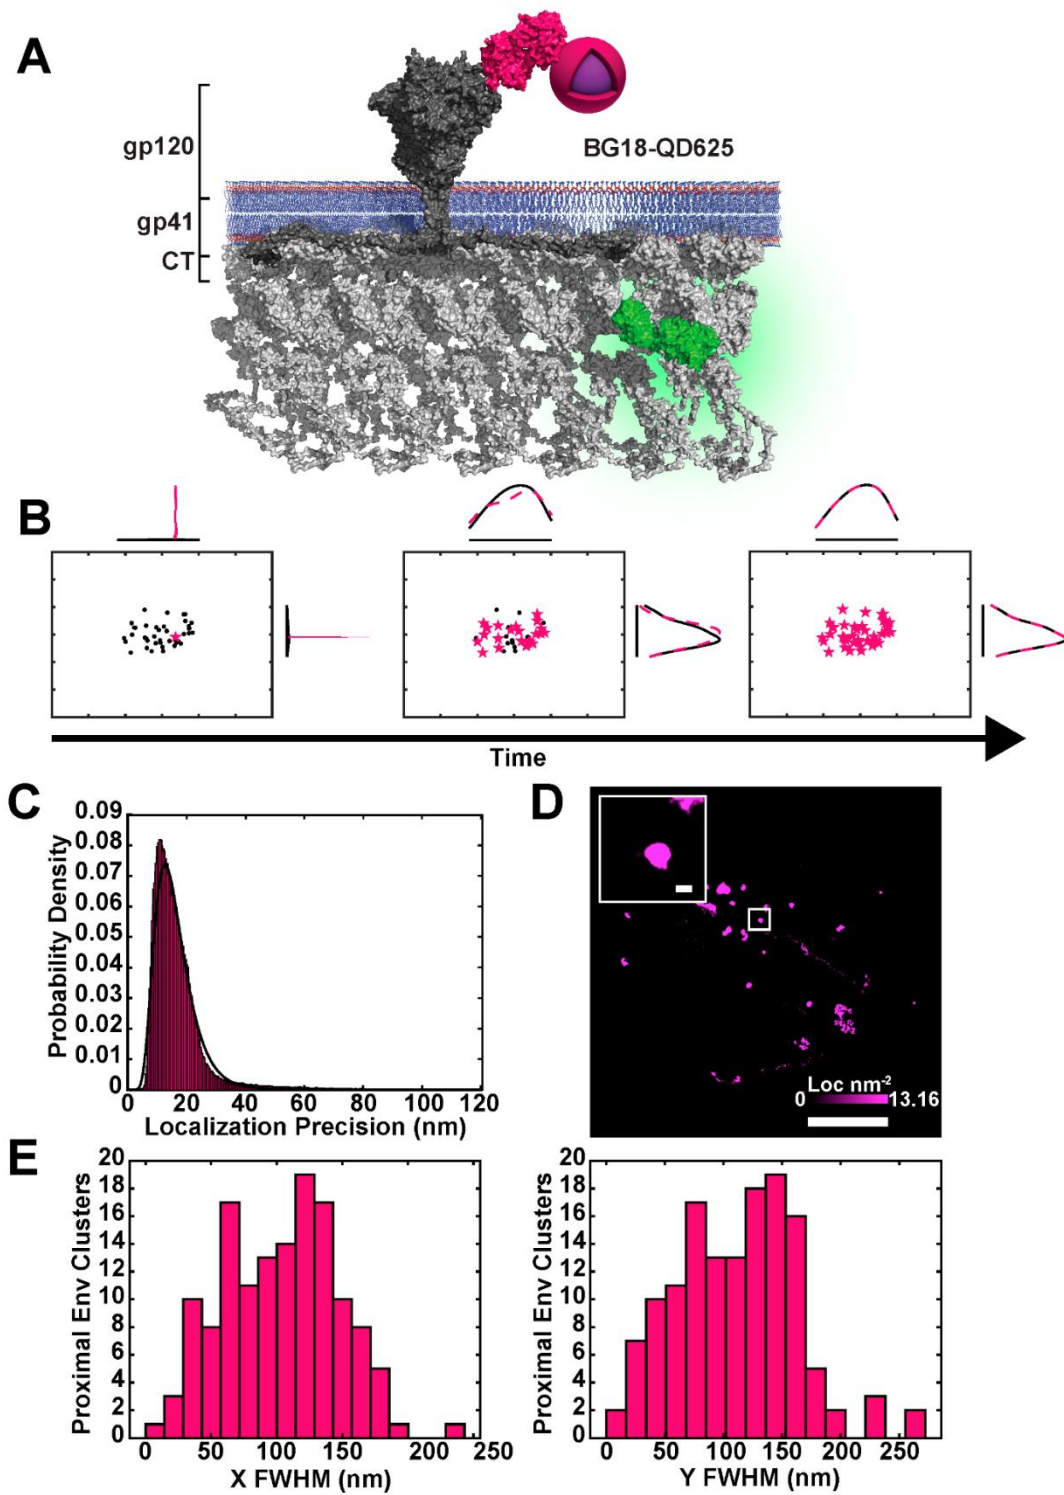 A
gp120
gp41
CT
BG18-QD625
B
Time
C
Probability Density
0.09
0.08
0.07
0.06
0.05
0.04
0.03
0.02
0.01
0
0 20 40 60 80 100 120
Localization Precision (nm)
D
Loc nm-2
0 13.16
E
Proximal Env Clusters
20
18
16
14
12
10
8
6
4
2
0
0 50 100 150 200 250
X FWHM (nm)
Proximal Env Clusters
20
18
16
14
12
10
8
6
4
2
0
0 50 100 150 200 250
Y FWHM (nm)